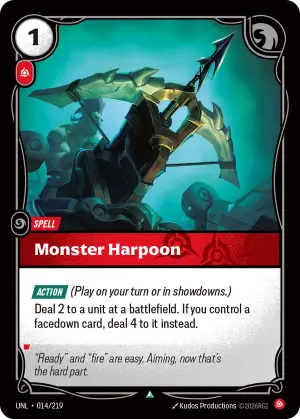 1
SPELL
Monster Harpoon
ACTION (Play on your turn or in showdowns.)
Deal 2 to a unit at a battlefield. If you control a
facedown card, deal 4 to it instead.
"Ready" and "fire" are easy. Aiming, now that's
the hard part.
UNL • 014/219
Kudos Productions ©2026RGI